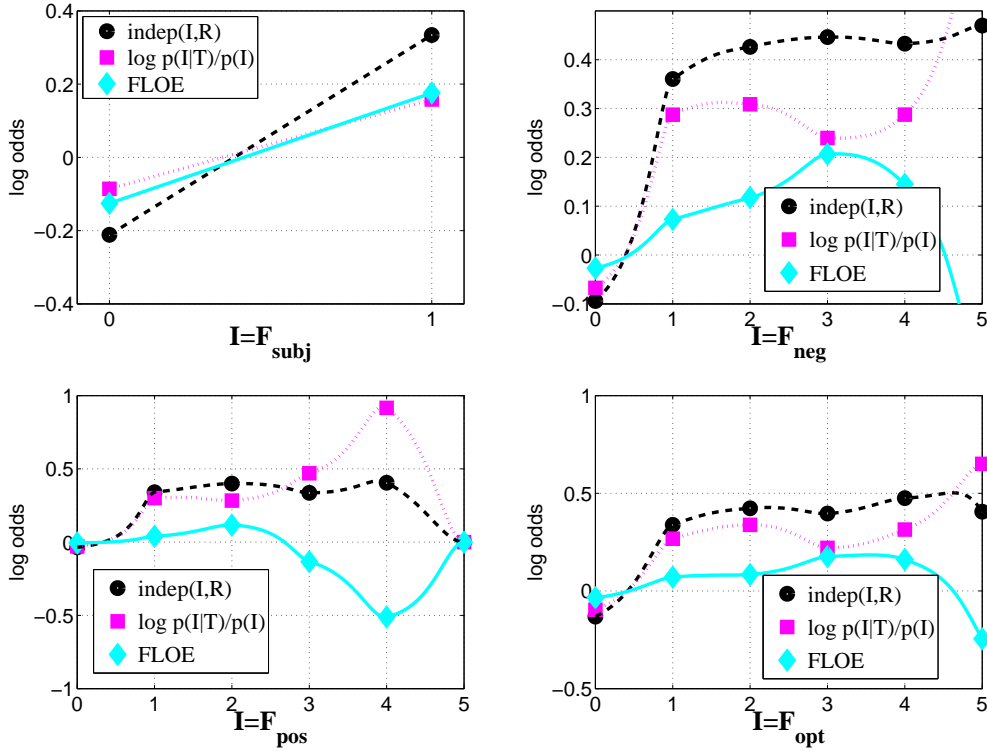 0.4
0.2
0
−0.2
−0.4
log odds
indep(I,R)
log p(I|T)/p(I)
FLOE
0 1
I=F_subj
0.4
0.3
0.2
0.1
0
−0.1
log odds
indep(I,R)
log p(I|T)/p(I)
FLOE
0 1 2 3 4 5
I=F_neg
1
0.5
0
−0.5
−1
log odds
indep(I,R)
log p(I|T)/p(I)
FLOE
0 1 2 3 4 5
I=F_pos
1
0.5
0
−0.5
log odds
indep(I,R)
log p(I|T)/p(I)
FLOE
0 1 2 3 4 5
I=F_opt